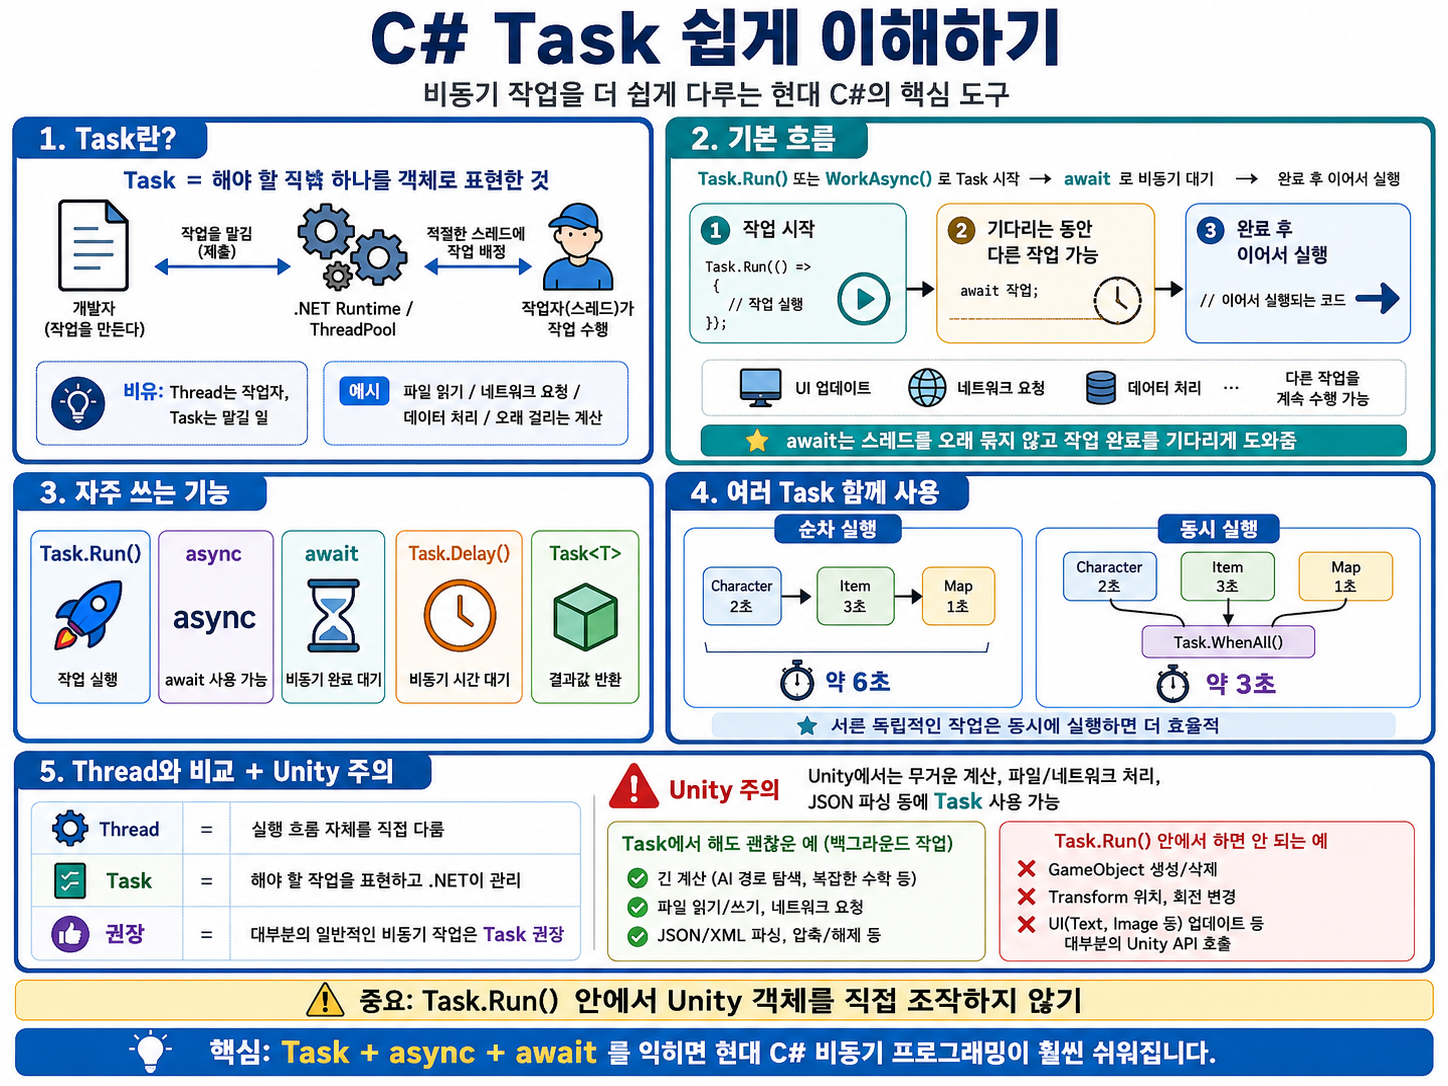 C# Task 쉽게 이해하기
비동기 작업을 더 쉽게 다루는 현대 C#의 핵심 도구
1. Task란?
Task = 해야 할 하나를 객체로 표현한 것
작업을 맡김
(제출)
적절한 스레드에
작업 배정
개발자
(작업을 만든다)
.NET Runtime /
ThreadPool
작업자(스레드)가
작업 수행
비유: Thread는 작업자,
Task는 맡길 일
예시
파일 읽기 / 네트워크 요청 /
데이터 처리 / 오래 걸리는 계산
2. 기본 흐름
Task.Run() 또는 WorkAsync() 로 Task 시작 → await 로 비동기 대기 → 완료 후 이어서 실행
1 작업 시작
Task.Run(() =>
{
// 작업 실행
});
2 기다리는 동안
다른 작업 가능
await 작업;
3 완료 후
이어서 실행
// 이어서 실행되는 코드
UI 업데이트
네트워크 요청
데어터 처리
...
다른 작업을
계속 수행 가능
await는 스레드를 오래 묶지 않고 작업 완료를 기다리게 도와줌
3. 자주 쓰는 기능
Task.Run()
작업 실행
async
async
await 사용 가능
await
비동기 완료 대기
Task.Delay()
비동기 시간 대기
Task<T>
결과값 반환
4. 여러 Task 함께 사용
순차 실행
Character
2초
Item
3초
Map
1초
약 6초
동시 실행
Character
2초
Item
3초
Map
1초
Task.WhenAll()
약 3초
서른 독립적인 작업은 동시에 실행하면 더 효율적
5. Thread와 비교 + Unity 주의
Thread = 실행 흐름 자체를 직접 다룸
Task = 해야 할 작업을 표현하고 .NET이 관리
권장 = 대부분의 일반적인 비동기 작업은 Task 권장
Unity 주의
Unity에서는 무거운 계산, 파일/네트워크 처리,
JSON 파싱 등에 Task 사용 가능
Task에서 해도 괜찮은 예 (백그라운드 작업)
긴 계산 (AI 경로 탐색, 복잡한 수학 등)
파일 읽기/쓰기, 네트워크 요청
JSON/XML 파싱, 압축/해제 등
Task.Run() 안에서 하면 안 되는 예
GameObject 생성/삭제
Transform 위치, 회전 변경
UI(Text, Image 등) 업데이트 등
대부분의 Unity API 호출
중요: Task.Run() 안에서 Unity 객체를 직접 조작하지 않기
핵심: Task + async + await 를 익히면 현대 C# 비동기 프로그래밍이 훨씬 쉬워집니다.